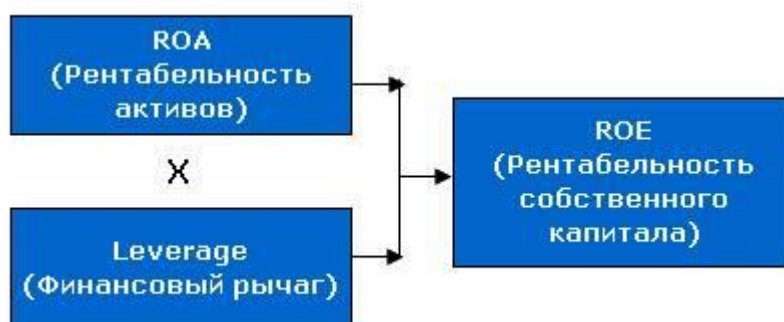 ROA
(Рентабельность
активов)
X
Leverage
(Финансовый рычаг)
ROE
(Рентабельность
собственного
капитала)